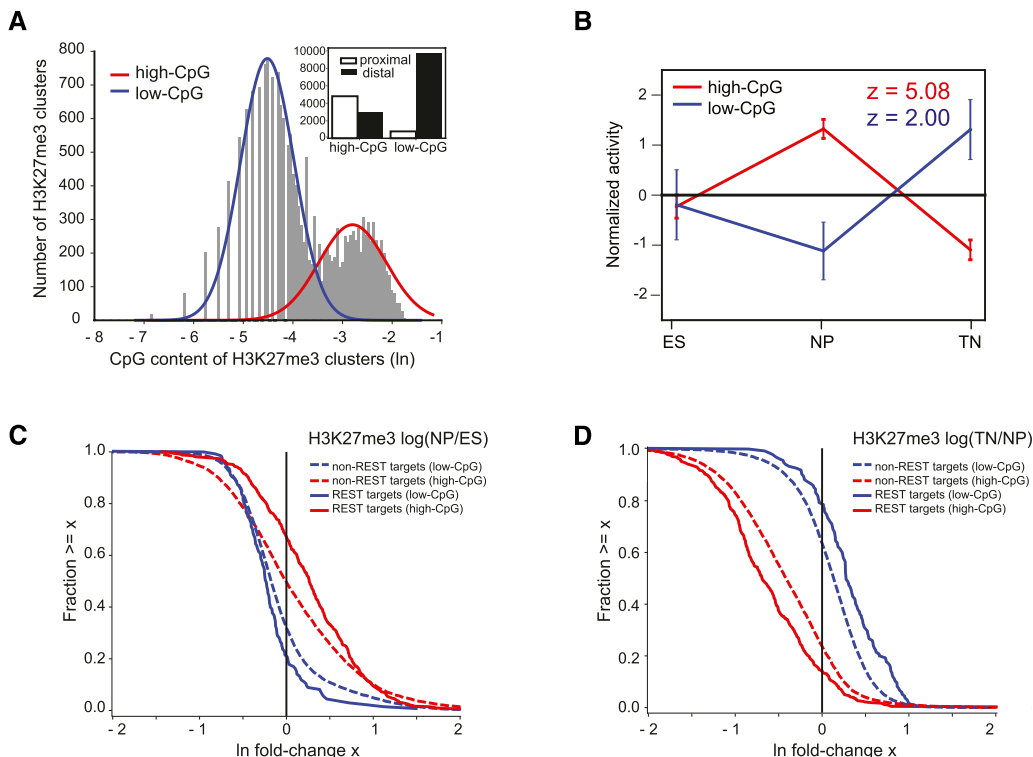 A
800
700
600
500
400
300
200
100
0
Number of H3K27me3 clusters
high-CpG
low-CpG
10000
8000
6000
4000
2000
0
proximal
distal
high-CpG low-CpG
- 8 - 7 - 6 - 5 - 4 - 3 - 2 - 1
CpG content of H3K27me3 clusters (ln)
B
2
1
0
-1
-2
Normalized activity
high-CpG
low-CpG
z = 5.08
z = 2.00
ES NP TN
C
H3K27me3 log(NP/ES)
non-REST targets (low-CpG)
non-REST targets (high-CpG)
REST targets (low-CpG)
REST targets (high-CpG)
1.0
0.8
0.6
0.4
0.2
0.0
Fraction >= x
- 2 - 1 0 1 2
ln fold-change x
D
H3K27me3 log(TN/NP)
non-REST targets (low-CpG)
non-REST targets (high-CpG)
REST targets (low-CpG)
REST targets (high-CpG)
1.0
0.8
0.6
0.4
0.2
0.0
Fraction >= x
- 2 - 1 0 1 2
ln fold-change x